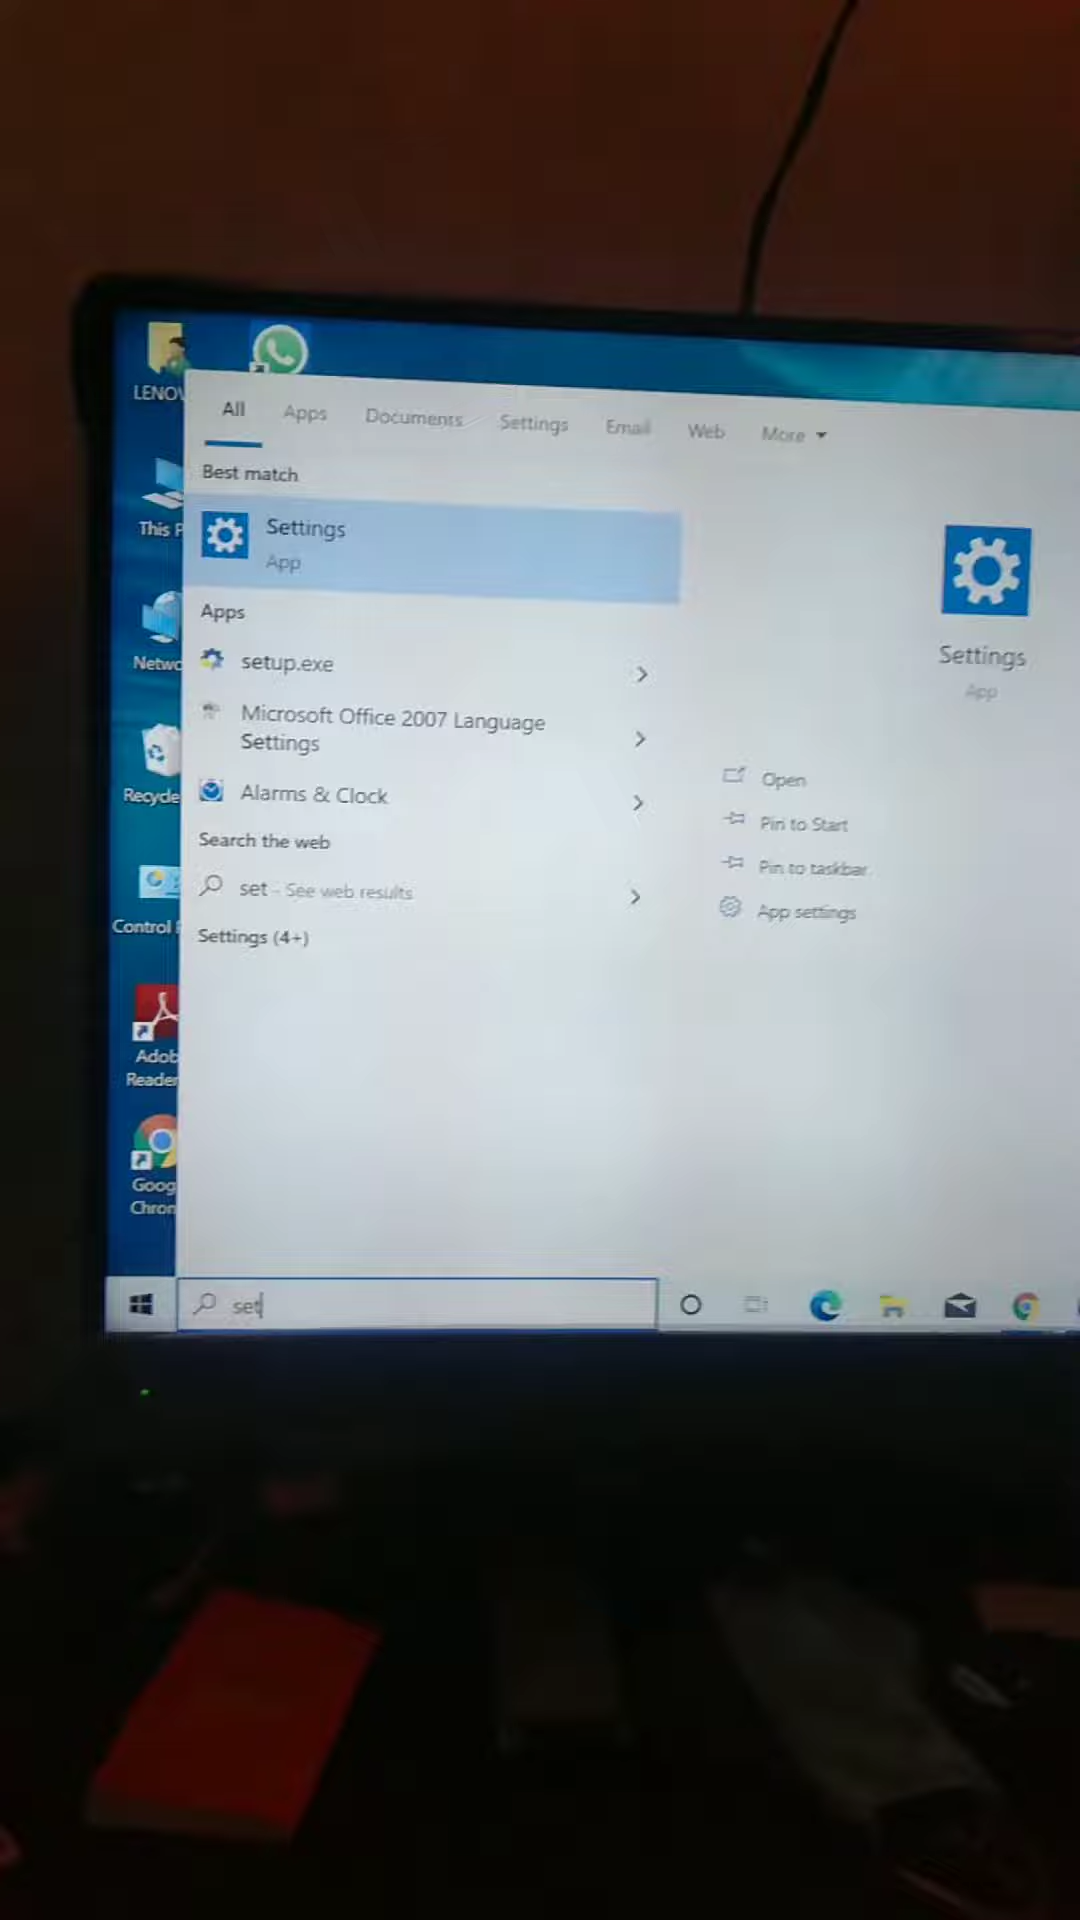 LENOV
All Apps Documents Settings Email Web More
Best match
Settings
App
Apps
setup.exe
Microsoft Office 2007 Language
Settings
Alarms & Clock
Search the web
set - See web results
Settings (4+)
Settings
App
Open
Pin to Start
Pin to taskbar
App settings
This P
Netwo
Recycle
Control
Adob
Reader
Goog
Chron
set